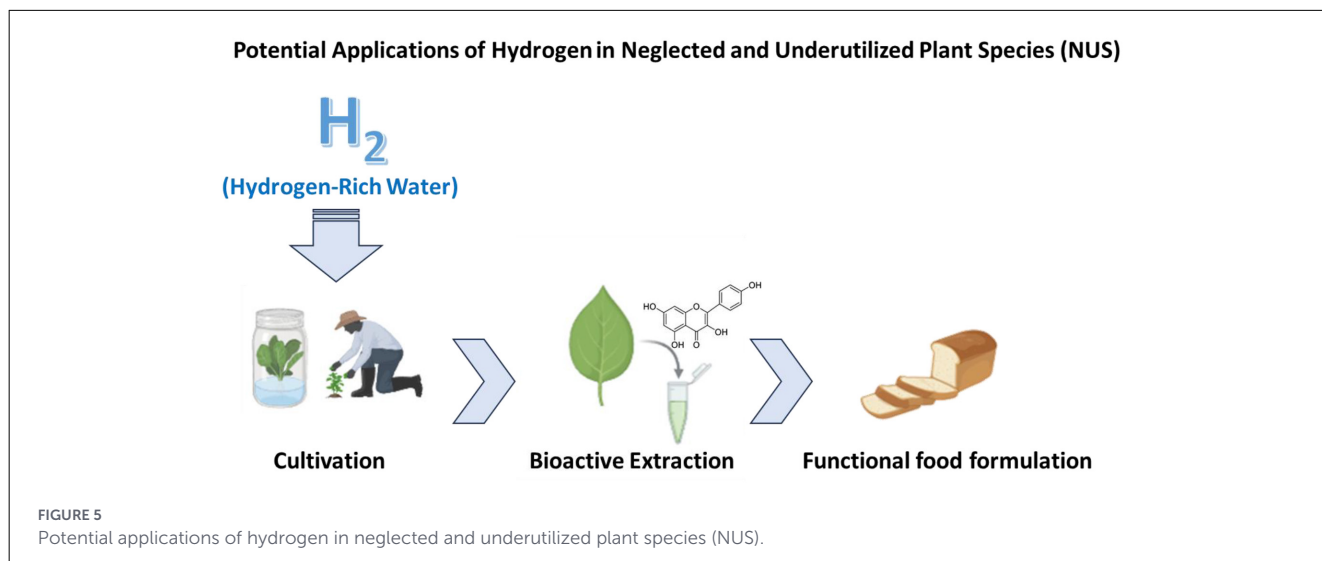 Potential Applications of Hydrogen in Neglected and Underutilized Plant Species (NUS)
H2
(Hydrogen-Rich Water)
OH
HO
O
OH
OH
O
Cultivation
Bioactive Extraction
Functional food formulation
FIGURE 5
Potential applications of hydrogen in neglected and underutilized plant species (NUS).